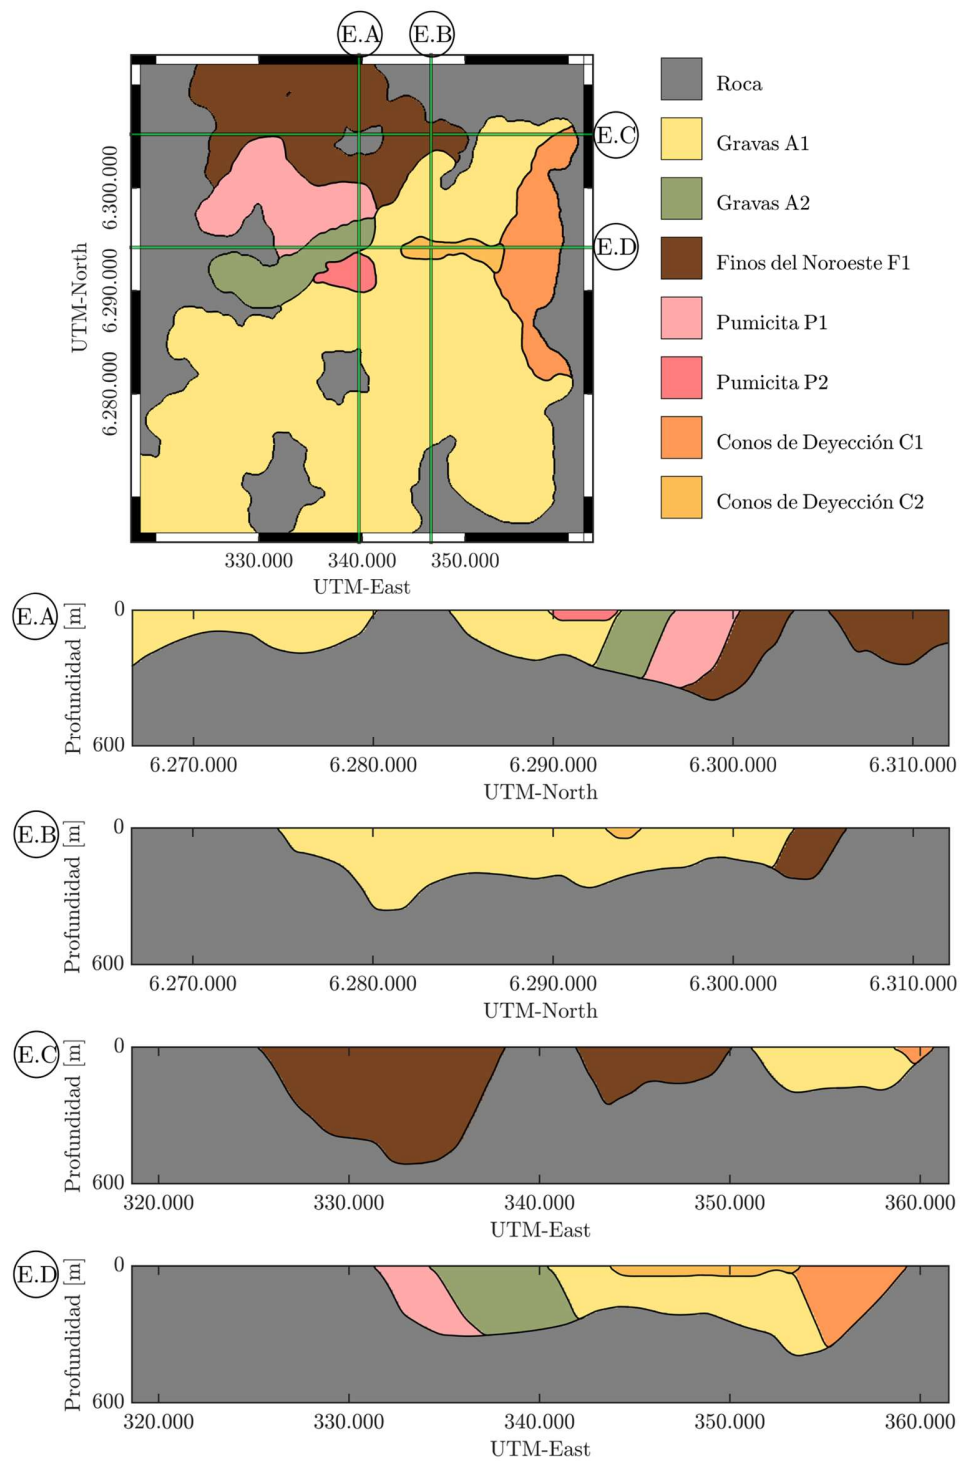 E.A
E.B
E.C
E.D
6.300.000
6.290.000
6.280.000
UTM-North
330.000 340.000 350.000
UTM-East
Roca
Gravas A1
Gravas A2
Finos del Noroeste F1
Pumicita P1
Pumicita P2
Conos de Deyección C1
Conos de Deyección C2
E.A
Profundidad [m]
0
600
6.270.000 6.280.000 6.290.000 6.300.000 6.310.000
UTM-North
E.B
Profundidad [m]
0
600
6.270.000 6.280.000 6.290.000 6.300.000 6.310.000
UTM-North
E.C
Profundidad [m]
0
600
320.000 330.000 340.000 350.000 360.000
UTM-East
E.D
Profundidad [m]
0
600
320.000 330.000 340.000 350.000 360.000
UTM-East